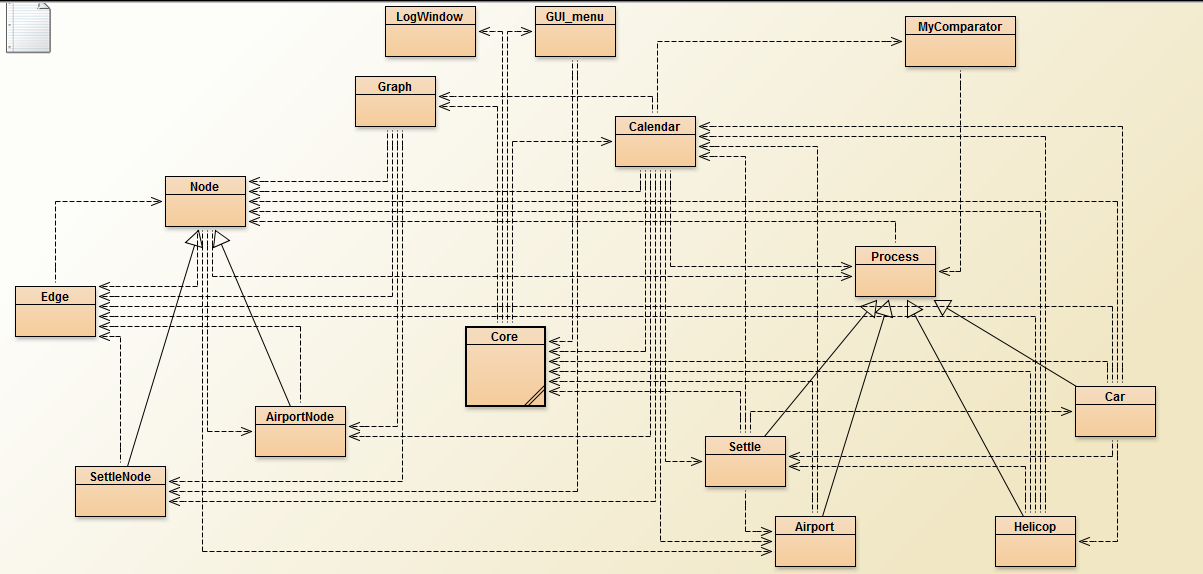 LogWindow
GUI_menu
MyComparator
Graph
Calendar
Node
Process
Edge
Core
Car
AirportNode
Settle
SettleNode
Airport
Helicop